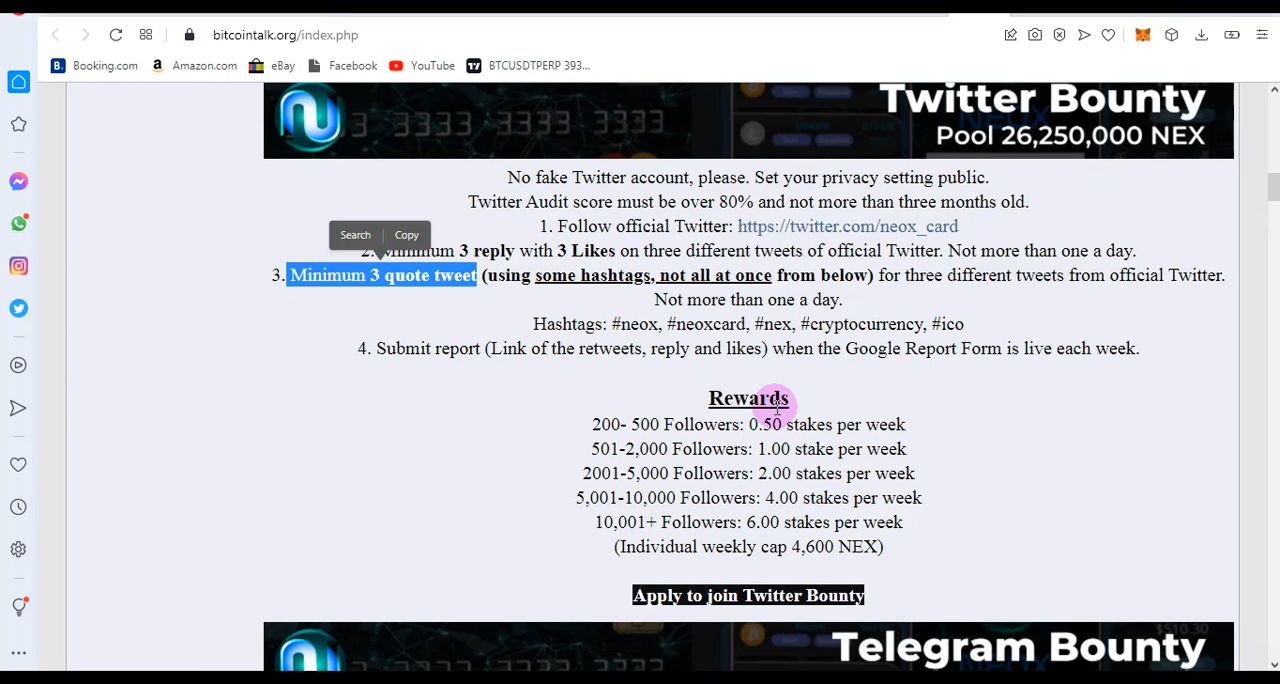 bitcointalk.org/index.php
B. Booking.com
a Amazon.com
eBay
Facebook
YouTube
BTCUSDTPERP 393...
3 3333 3333 3333
Twitter Bounty
Pool 26,250,000 NEX
No fake Twitter account, please. Set your privacy setting public.
Twitter Audit score must be over 80% and not more than three months old.
1. Follow official Twitter: https://twitter.com/neox_card
Search
Copy
2. Minimum 3 reply with 3 Likes on three different tweets of official Twitter. Not more than one a day.
3. Minimum 3 quote tweet (using some hashtags, not all at once from below) for three different tweets from official Twitter.
Not more than one a day.
Hashtags: #neox, #neoxcard, #nex, #cryptocurrency, #ico
4. Submit report (Link of the retweets, reply and likes) when the Google Report Form is live each week.
Rewards
200- 500 Followers: 0.50 stakes per week
501-2,000 Followers: 1.00 stake per week
2001-5,000 Followers: 2.00 stakes per week
5,001-10,000 Followers: 4.00 stakes per week
10,001+ Followers: 6.00 stakes per week
(Individual weekly cap 4,600 NEX)
Apply to join Twitter Bounty
Telegram Bounty